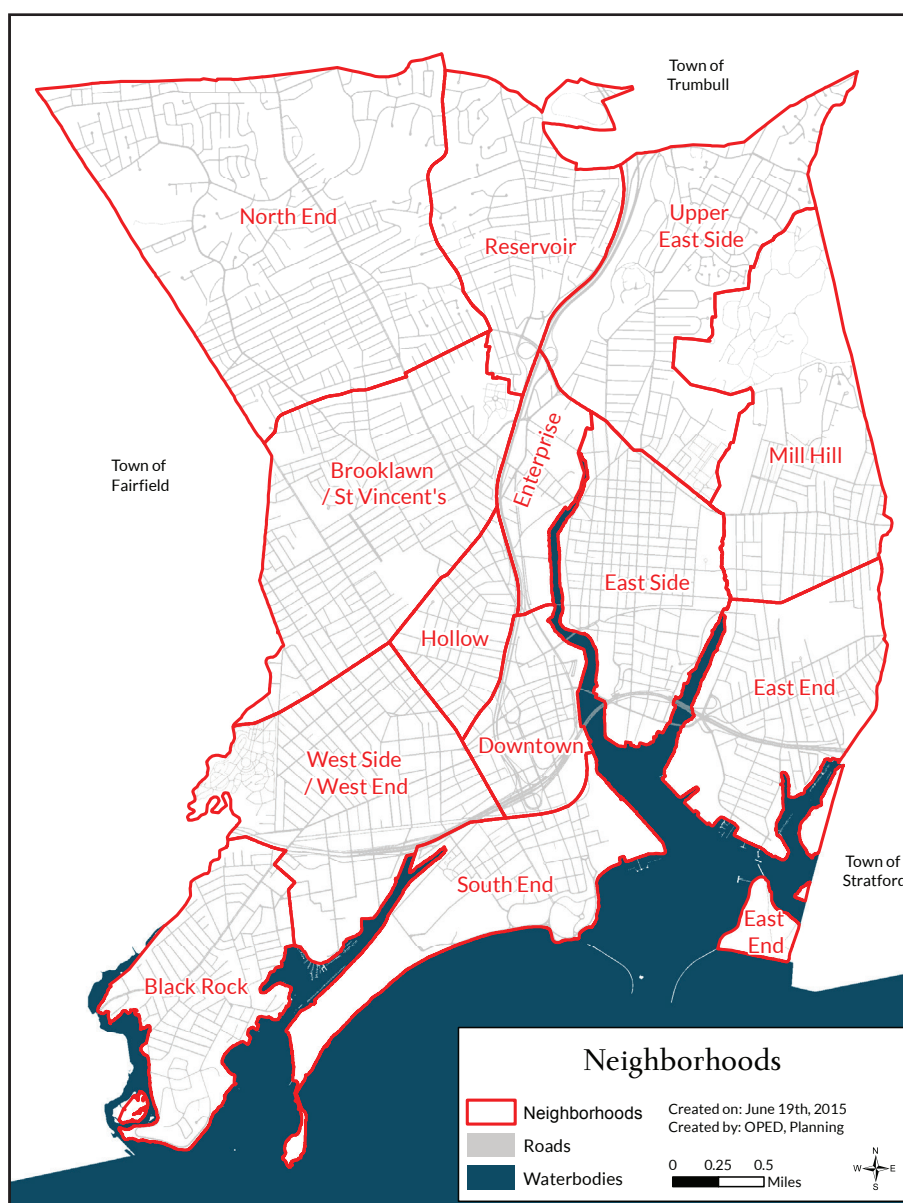 Town of
Trumbull
North End
Upper
East Side
Reservoir
Enterprise
Town of
Fairfield
Brooklawn
/ St Vincent's
Mill Hill
East Side
Hollow
East End
West Side
/ West End
Downtown
South End
Town of
Stratford
East
End
Black Rock
Neighborhoods
Neighborhoods
Roads
Waterbodies
Created on: June 19th, 2015
Created by: OPED, Planning
0 0.25 0.5
Miles
N
W E
S